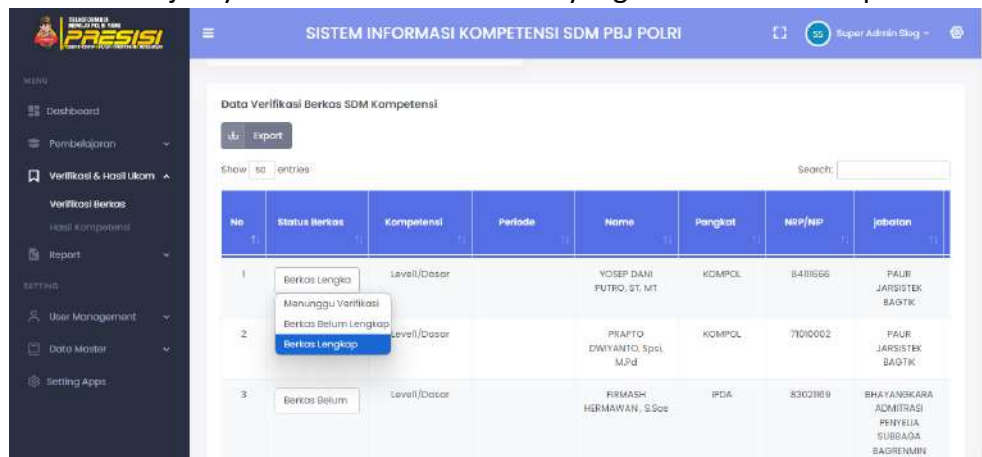 PRESISI
SISTEM INFORMASI KOMPETENSI SDM PBJ POLRI
SS Super Admin Slog
MENU
Dashboard
Pembelajaran
Verifikasi & Hasil Ukom
Verifikasi Berkas
Hasil Kompetensi
Report
SETTING
User Management
Data Master
Setting Apps
Data Verifikasi Berkas SDM Kompetensi
Export
Show 50 entries
Search:
No Status Berkas Kompetensi Periode Name Pangkat NRP/NIP jabatan
1 Berkas Lengka Level1/Dasar YOSEP DANI PUTRO, ST, MT KOMPOL 84111666 PAUR JARSISTEK BAGTIK
Menunggu Verifikasi
Berkas Belum Lengkap
Berkas Lengkap
2 Level1/Dasar PRAPTO DWIYANTO, Spsi, M.Pd KOMPOL 71010002 PAUR JARSISTEK BAGTIK
3 Berkas Belum Level1/Dasar FIRMASH HERMAWAN, S.Sos IPDA 83021169 BHAYANGKARA ADMITRASI PENYELIA SUBBAGA BAGRENMIN